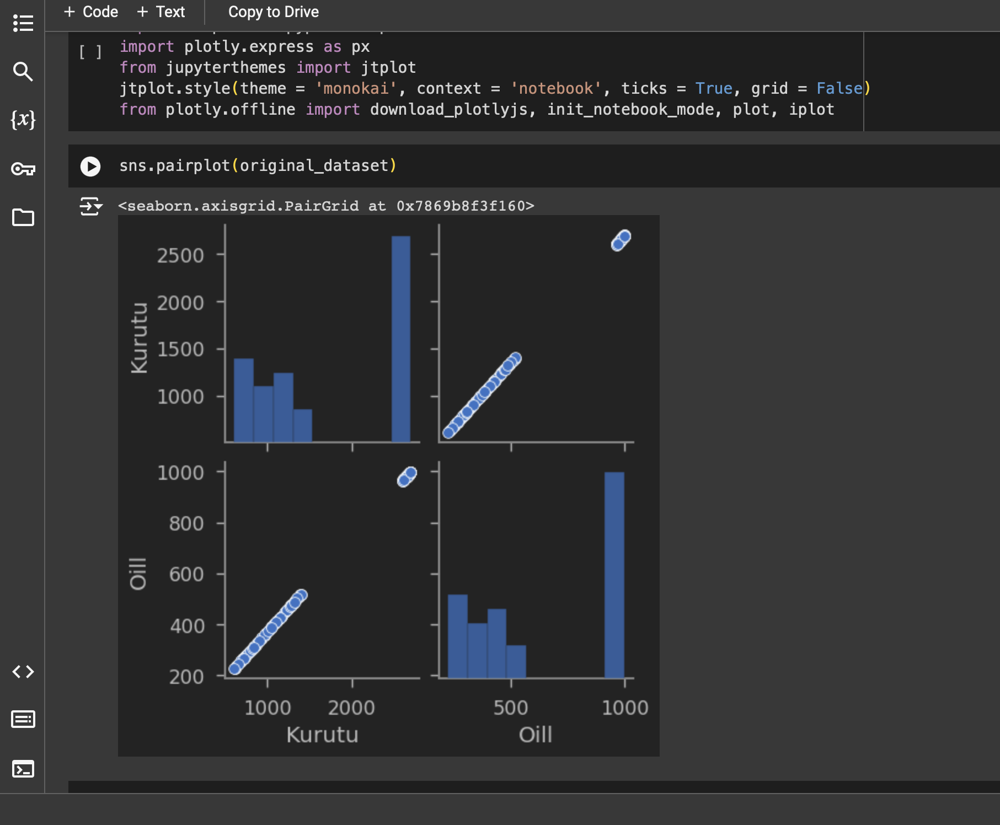 + Code + Text Copy to Drive
[ ] import plotly.express as px
from jupyterthemes import jtplot
jtplot.style(theme = 'monokai', context = 'notebook', ticks = True, grid = False)
from plotly.offline import download_plotlyjs, init_notebook_mode, plot, iplot
{x}
sns.pairplot(original_dataset)
<seaborn.axisgrid.PairGrid at 0x7869b8f3f160>
2500
2000
1500
1000
Kurutu
1000
800
600
400
200
Oill
1000 2000 500 1000
Kurutu Oill